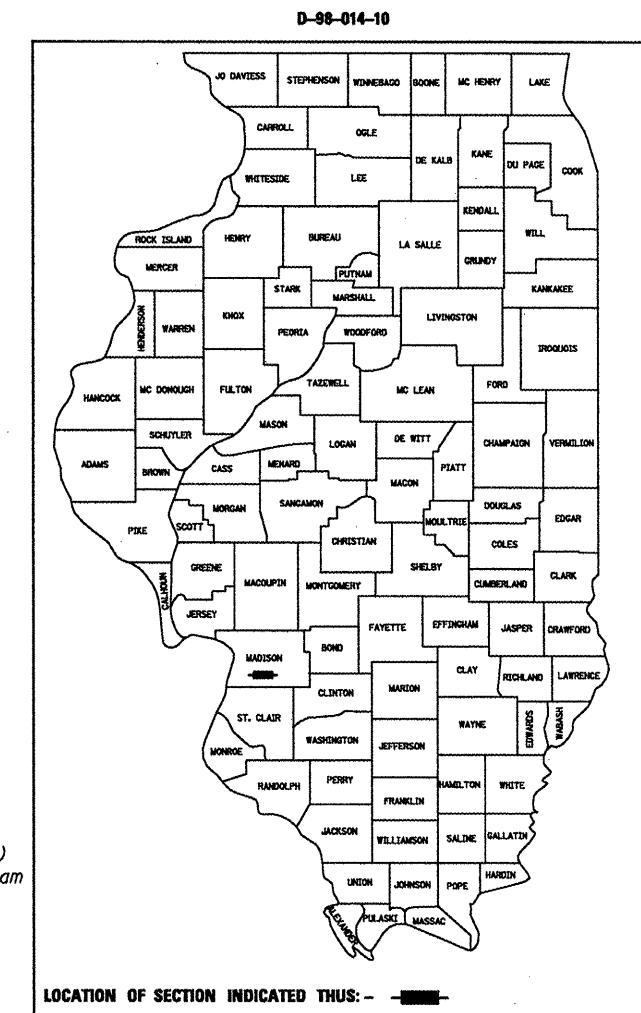 D-98-014-10
JO DAVIESS STEPHENSON WINNEBAGO BOONE MC HENRY LAKE
CARROLL OGLE DE KALB KANE DU PAGE COOK
WHITESIDE LEE KENDALL WILL
ROCK ISLAND HENRY BUREAU LA SALLE GRUNDY
MERCER PUTNAM KANKAKEE
HENDERSON WARREN KNOX STARK MARSHALL LIVINGSTON
PEORIA WOODFORD IROQUOIS
HANCOCK MC DONOUGH FULTON TAZEWELL MC LEAN FORD
SCHUYLER MASON LOGAN DE WITT CHAMPAIGN VERMILION
ADAMS BROWN CASS MENARD MACON PIATT
PIKE SCOTT MORGAN SANGAMON CHRISTIAN MOULTRIE DOUGLAS EDGAR
COLES
CALHOUN GREENE MACOUPIN MONTGOMERY SHELBY CUMBERLAND CLARK
JERSEY FAYETTE EFFINGHAM JASPER CRAWFORD
MADISON BOND CLAY RICHLAND LAWRENCE
CLINTON MARION
ST. CLAIR WAYNE EDWARDS WABASH
MONROE WASHINGTON JEFFERSON
RANDOLPH PERRY HAMILTON WHITE
FRANKLIN
JACKSON WILLIAMSON SALINE GALLATIN
)
am
UNION JOHNSON POPE HARDIN
ALEXANDER PULASKI MASSAC
LOCATION OF SECTION INDICATED THUS: -